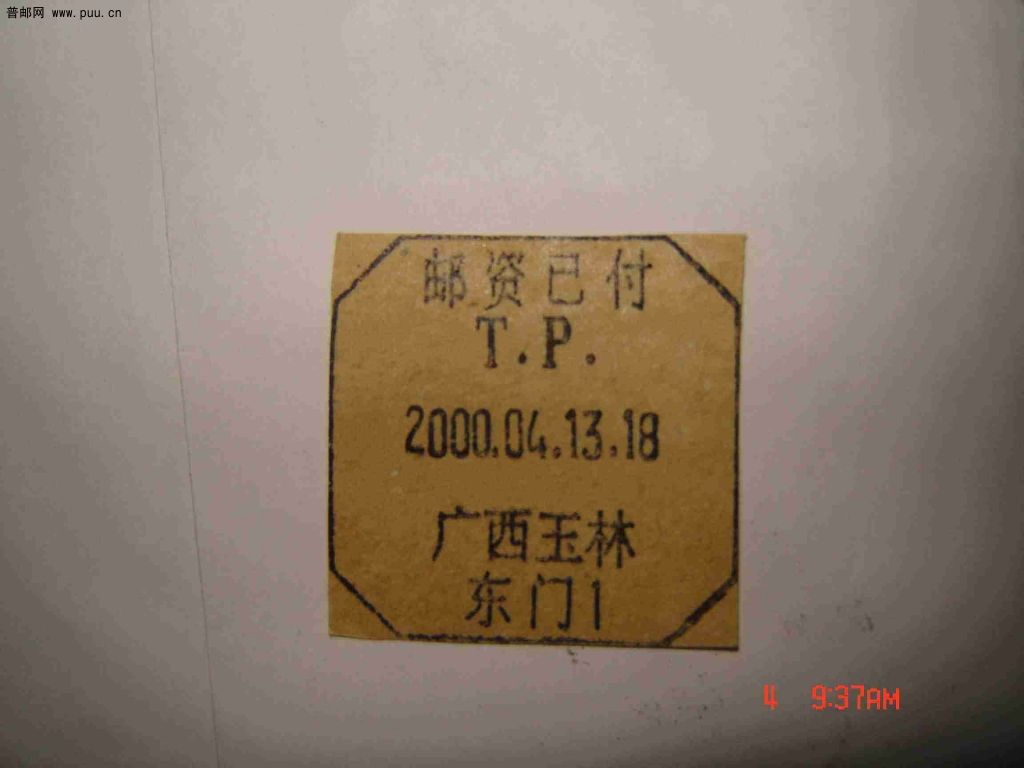 普邮网 www.puu.cn
邮资已付
T.P.
2000.04.13.18
广西玉林
东门1
4 9:37AM